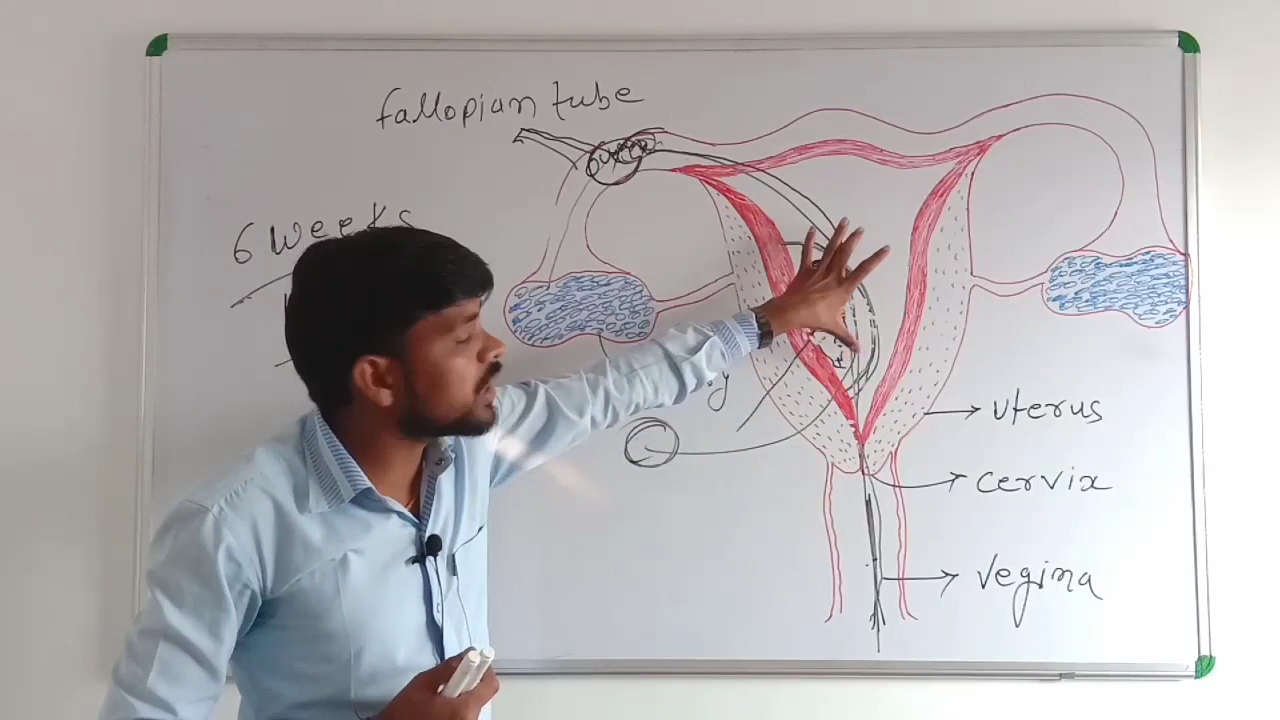 fallopian tube
6 weeks
uterus
cervix
vegina